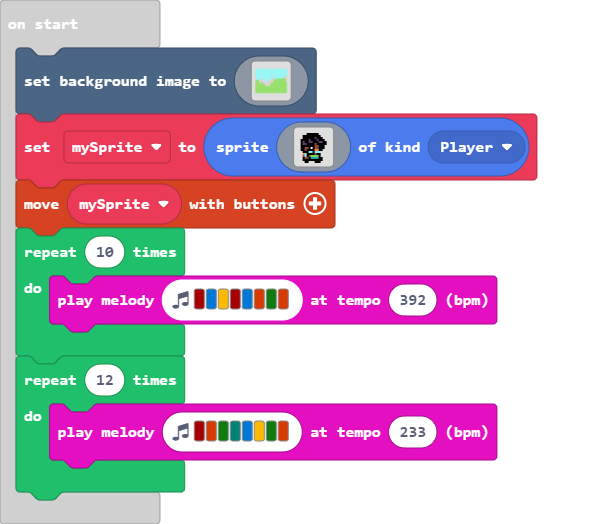 on start
set background image to
set mySprite to sprite of kind Player
move mySprite with buttons
repeat 10 times
do
play melody at tempo 392 (bpm)
repeat 12 times
do
play melody at tempo 233 (bpm)